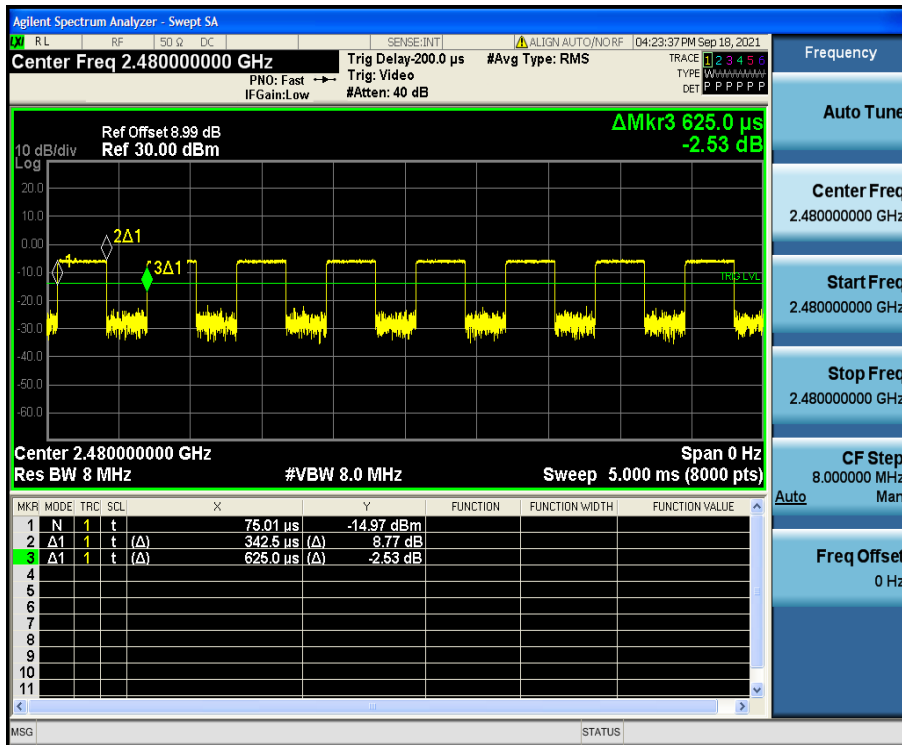 Agilent Spectrum Analyzer - Swept SA
LXI RL RF 50 Ω DC SENSE:INT ALIGN AUTO/NO RF 04:23:37 PM Sep 18, 2021
Center Freq 2.480000000 GHz
PNO: Fast
IFGain:Low
Trig Delay-200.0 µs
Trig: Video
#Atten: 40 dB
#Avg Type: RMS
TRACE 1 2 3 4 5 6
TYPE WWWWWW
DET P P P P P P
ΔMkr3 625.0 µs
-2.53 dB
Ref Offset 8.99 dB
10 dB/div Ref 30.00 dBm
Log
20.0
10.0
0.00
-10.0
-20.0
-30.0
-40.0
-50.0
-60.0
2Δ1
1
3Δ1
TRIG LVL
Center 2.480000000 GHz Span 0 Hz
Res BW 8 MHz #VBW 8.0 MHz Sweep 5.000 ms (8000 pts)
MKR MODE TRC SCL X Y FUNCTION FUNCTION WIDTH FUNCTION VALUE
1 N 1 t 75.01 µs -14.97 dBm
2 Δ1 1 t (Δ) 342.5 µs (Δ) 8.77 dB
3 Δ1 1 t (Δ) 625.0 µs (Δ) -2.53 dB
4
5
6
7
8
9
10
11
MSG STATUS
Frequency
Auto Tune
Center Freq
2.480000000 GHz
Start Freq
2.480000000 GHz
Stop Freq
2.480000000 GHz
CF Step
8.000000 MHz
Auto Man
Freq Offset
0 Hz